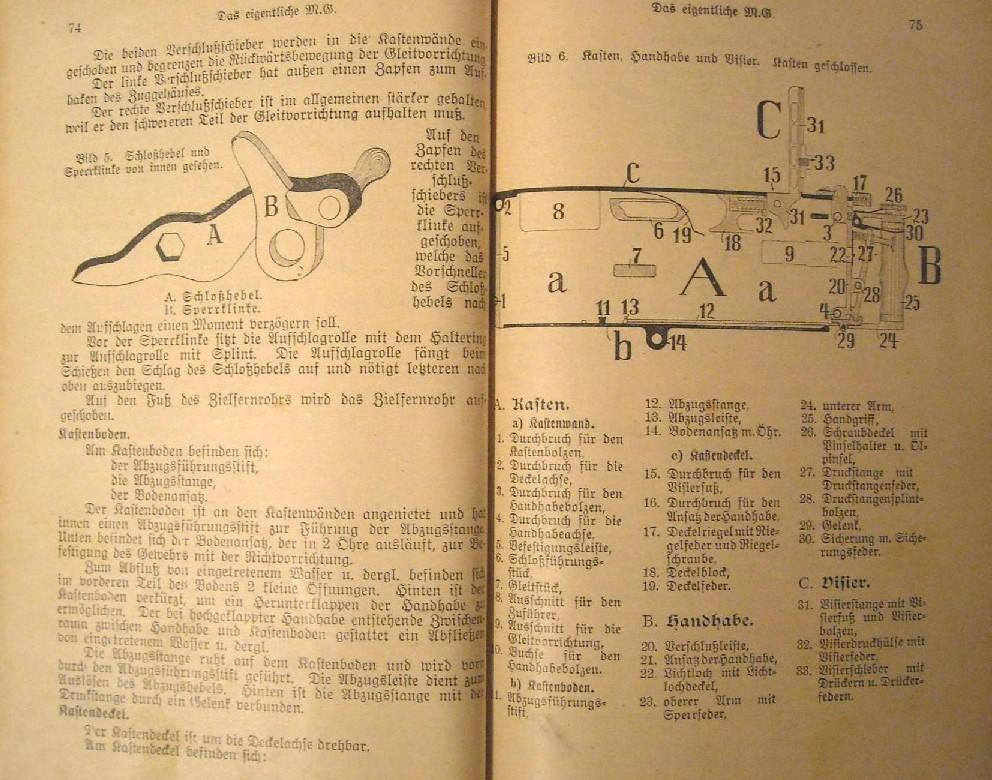 74
Das eigentliche M.G.
Die beiden Verschlußschieber werden in die Kastenwände ein-
geschoben und begrenzen die Rückwärtsbewegung der Gleitvorrichtung.
Der linke Verschlußschieber hat außen einen Zapfen zum Auf-
haken des Zuggehäuses.
Der rechte Verschlußschieber ist im allgemeinen stärker gehalten,
weil er den schwereren Teil der Gleitvorrichtung aufhalten muß.
Bild 5. Schloßhebel und
Sperrklinke von innen gesehen.
A
B
A. Schloßhebel.
B. Sperrklinke.
Auf den
Zapfen des
rechten Ver-
schluß-
schiebers ist
die Sperr-
klinke auf-
geschoben,
welche das
Vorschnellen
des Schloß-
hebels nach
dem Aufschlagen einen Moment verzögern soll.
Vor der Sperrklinke sitzt die Aufschlagrolle mit dem Haltering
zur Aufschlagrolle mit Splint. Die Aufschlagrolle fängt beim
Schießen den Schlag des Schloßhebels auf und nötigt letzteren nach
oben auszubiegen.
Auf den Fuß des Zielfernrohrs wird das Zielfernrohr auf-
geschoben.
Kastenboden.
Am Kastenboden befinden sich:
der Abzugsführungsstift,
die Abzugsstange,
der Bodenansatz.
Der Kastenboden ist an den Kastenwänden angenietet und hat
innen einen Abzugsführungsstift zur Führung der Abzugsstange.
Unten befindet sich der Bodenansatz, der in 2 Öhre ausläuft, zur Be-
festigung des Gewehrs mit der Richtvorrichtung.
Zum Abfluß von eingetretenem Wasser u. dergl. befinden sich
im vorderen Teil des Bodens 2 kleine Öffnungen. Hinten ist der
Kastenboden verkürzt, um ein Herunterklappen der Handhabe zu
ermöglichen. Der bei hochgeklappter Handhabe entstehende Zwischen-
raum zwischen Handhabe und Kastenboden gestattet ein Abfließen
von eingetretenem Wasser u. dergl.
Die Abzugsstange ruht auf dem Kastenboden und wird vorn
durch den Abzugsführungsstift geführt. Die Abzugsleiste dient zum
Auslösen des Abzugshebels. Hinten ist die Abzugsstange mit der
Druckstange durch ein Gelenk verbunden.
Kastendeckel.
Der Kastendeckel ist um die Deckelachse drehbar.
Am Kastendeckel befinden sich:
Das eigentliche M.G.
75
Bild 6. Kasten, Handhabe und Visier. Kasten geschlossen.
C
31
33
c
15
17
26
2
8
6
19
18
32
31
3
23
30
5
7
9
22
27
B
a
A
a
20
28
25
1
11
13
12
4
b
14
29
24
A. Kasten.
a) Kastenwand.
1. Durchbruch für den
Kastenbolzen,
2. Durchbruch für die
Deckelachse,
3. Durchbruch für den
Handhabebolzen,
4. Durchbruch für die
Handhabeachse,
5. Befestigungsleiste,
6. Schloßführungs-
stück,
7. Gleitstück,
8. Ausschnitt für den
Zuführer,
9. Ausschnitt für die
Gleitvorrichtung,
10. Buchse für den
Handhabebolzen.
b) Kastenboden.
11. Abzugsführungs-
stift,
12. Abzugsstange,
13. Abzugsleiste,
14. Bodenansatz m. Öhr.
c) Kastendeckel.
15. Durchbruch für den
Visierfuß,
16. Durchbruch für den
Ansatz der Handhabe,
17. Deckelriegel mit Rie-
gelfeder und Riegel-
schraube,
18. Deckelblock,
19. Deckelfeder.
B. Handhabe.
20. Verschlußleiste,
21. Ansatz der Handhabe,
22. Lichtloch mit Licht-
lochdeckel,
23. oberer Arm mit
Sperrfeder,
24. unterer Arm,
25. Handgriff,
26. Schraubdeckel mit
Pinselhalter u. Öl-
pinsel,
27. Druckstange mit
Druckstangenfeder,
28. Druckstangensplint-
bolzen,
29. Gelenk,
30. Sicherung m. Siche-
rungsfeder.
C. Visier.
31. Visierstange mit Vi-
sierfuß und Visier-
bolzen,
32. Visierdruckhülse mit
Visierfeder,
33. Visierschieber mit
Drückern u. Drücker-
federn.